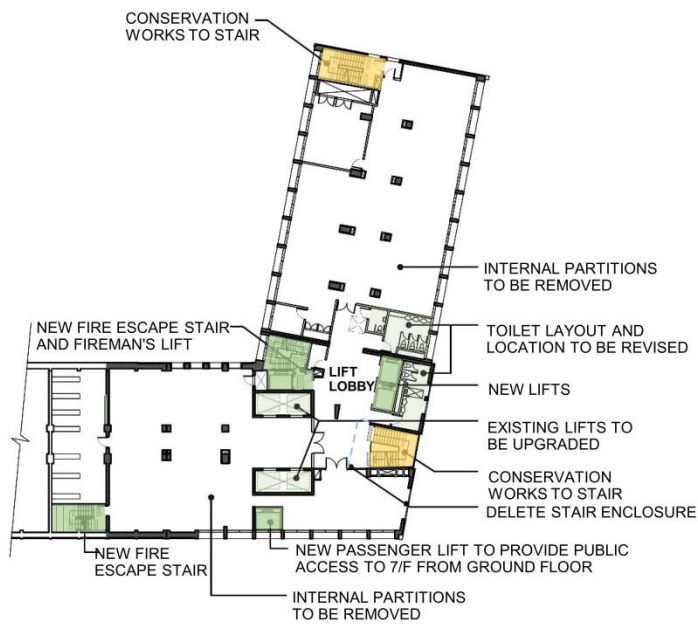 CONSERVATION
WORKS TO STAIR
INTERNAL PARTITIONS
TO BE REMOVED
NEW FIRE ESCAPE STAIR
AND FIREMAN'S LIFT
TOILET LAYOUT AND
LOCATION TO BE REVISED
LIFT
LOBBY
NEW LIFTS
EXISTING LIFTS TO
BE UPGRADED
CONSERVATION
WORKS TO STAIR
DELETE STAIR ENCLOSURE
NEW FIRE
ESCAPE STAIR
NEW PASSENGER LIFT TO PROVIDE PUBLIC
ACCESS TO 7/F FROM GROUND FLOOR
INTERNAL PARTITIONS
TO BE REMOVED